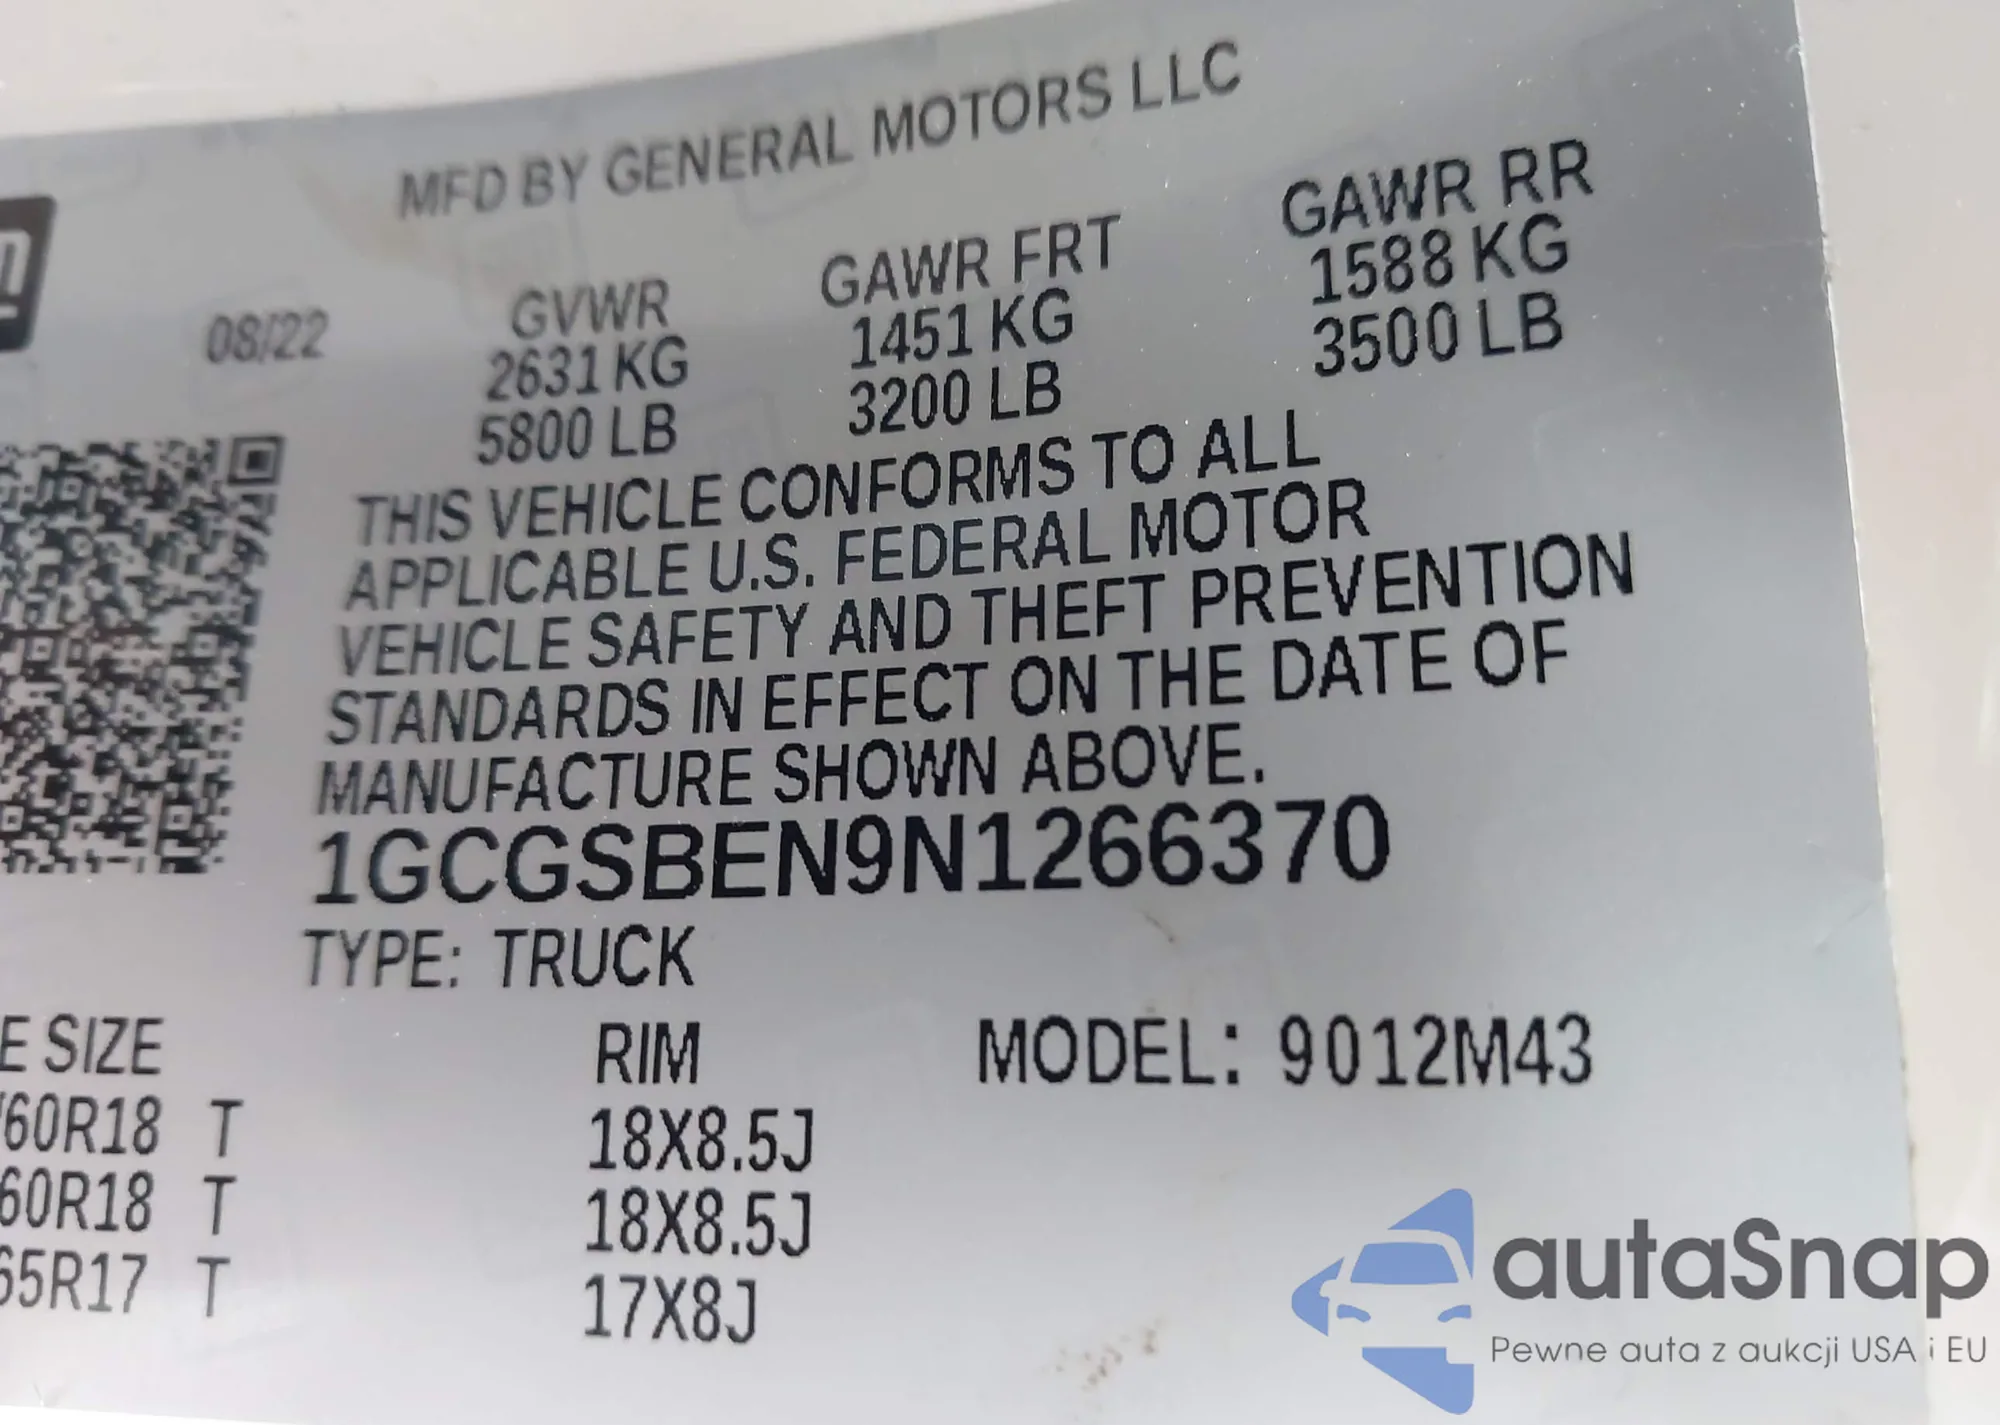 MFD BY GENERAL MOTORS LLC
08/22 GVWR GAWR FRT GAWR RR
2631 KG 1451 KG 1588 KG
5800 LB 3200 LB 3500 LB
THIS VEHICLE CONFORMS TO ALL
APPLICABLE U.S. FEDERAL MOTOR
VEHICLE SAFETY AND THEFT PREVENTION
STANDARDS IN EFFECT ON THE DATE OF
MANUFACTURE SHOWN ABOVE.
1GCGSBEN9N1266370
TYPE: TRUCK
E SIZE RIM MODEL: 9012M43
/60R18 T 18X8.5J
60R18 T 18X8.5J
65R17 T 17X8J
autaSnap
Pewne auta z aukcji USA i EU